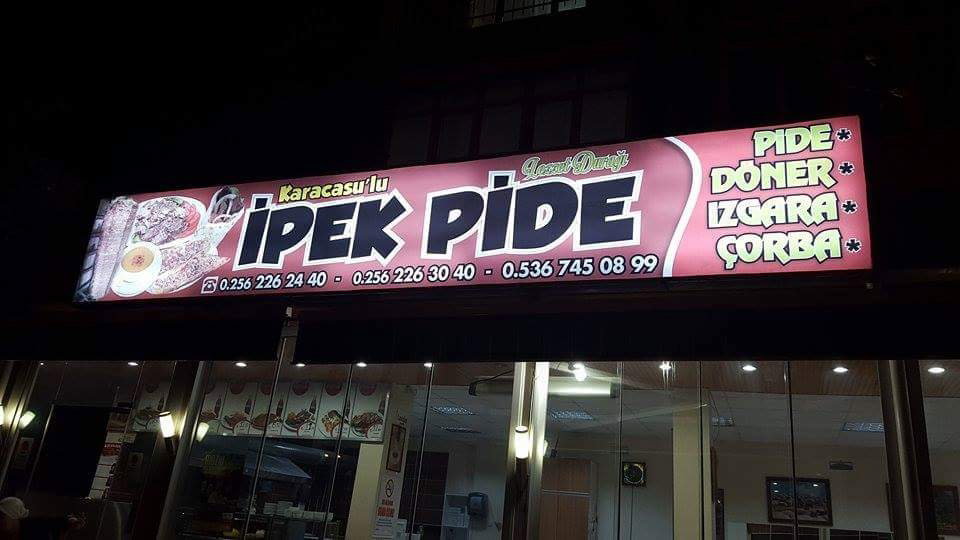 Karacasu'lu
Lezzet Durağı
İPEK PİDE
0.256 226 24 40 - 0.256 226 30 40 - 0.536 745 08 99
PİDE*
DÖNER*
IZGARA*
ÇORBA*